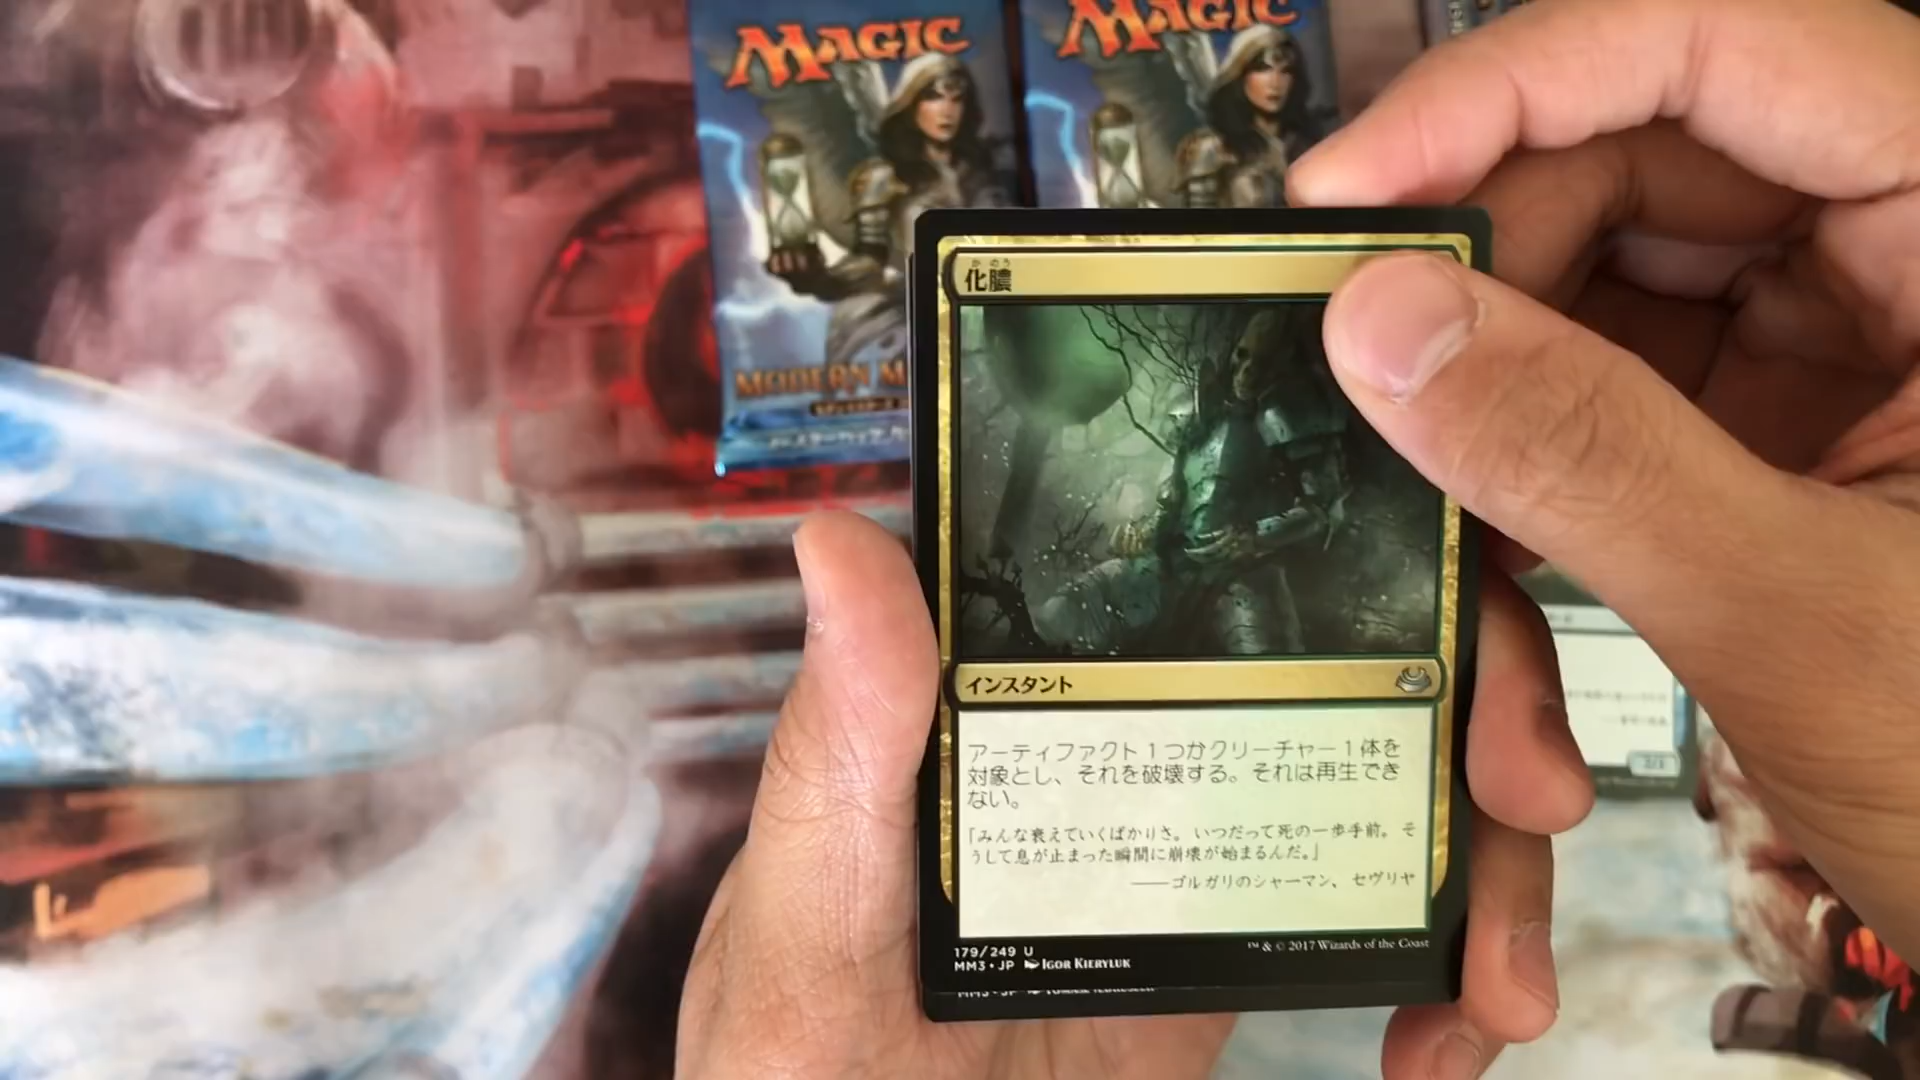 MAGIC
MAGIC
MODERN M
かのう
化膿
インスタント
アーティファクト1つかクリーチャー1体を
対象とし、それを破壊する。それは再生でき
ない。
「みんな衰えていくばかりさ。いつだって死の一歩手前。そ
うして息が止まった瞬間に崩壊が始まるんだ。」
――ゴルガリのシャーマン、セヴリヤ
179/249 U
MM3・JP IGOR KIERYLUK
™ & © 2017 Wizards of the Coast